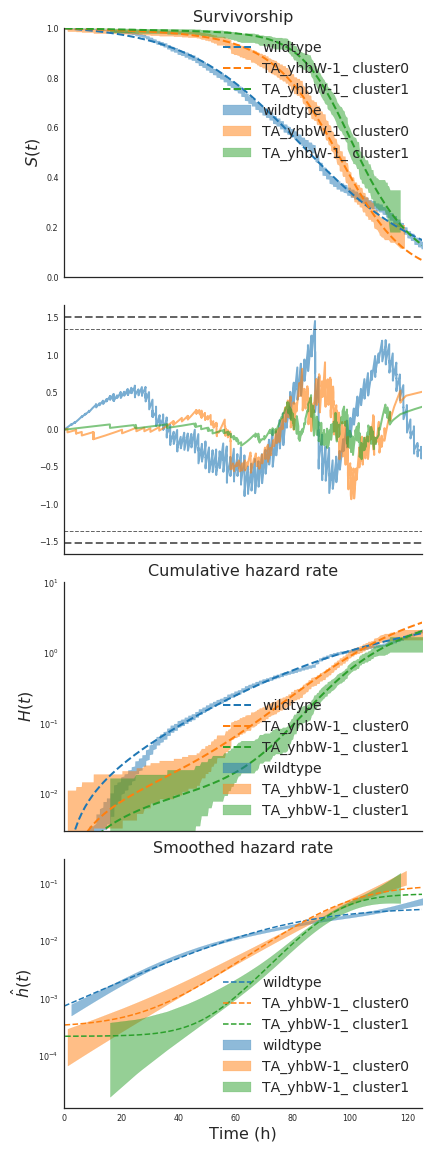 Survivorship
1.0
0.8
0.6
0.4
0.2
0.0
S(t)
wildtype
TA_yhbW-1_ cluster0
TA_yhbW-1_ cluster1
wildtype
TA_yhbW-1_ cluster0
TA_yhbW-1_ cluster1
1.5
1.0
0.5
0.0
−0.5
−1.0
−1.5
Cumulative hazard rate
10¹
10⁰
10⁻¹
10⁻²
H(t)
wildtype
TA_yhbW-1_ cluster0
TA_yhbW-1_ cluster1
wildtype
TA_yhbW-1_ cluster0
TA_yhbW-1_ cluster1
Smoothed hazard rate
10⁻¹
10⁻²
10⁻³
10⁻⁴
ĥ(t)
wildtype
TA_yhbW-1_ cluster0
TA_yhbW-1_ cluster1
wildtype
TA_yhbW-1_ cluster0
TA_yhbW-1_ cluster1
0 20 40 60 80 100 120
Time (h)